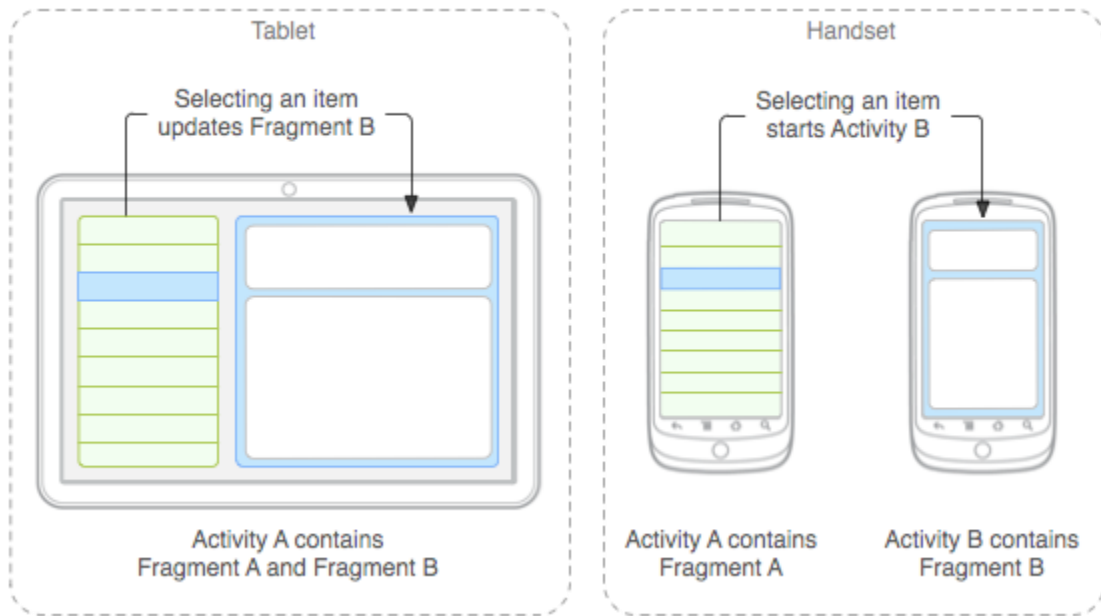 Tablet
Selecting an item
updates Fragment B
Activity A contains
Fragment A and Fragment B
Handset
Selecting an item
starts Activity B
Activity A contains
Fragment A
Activity B contains
Fragment B